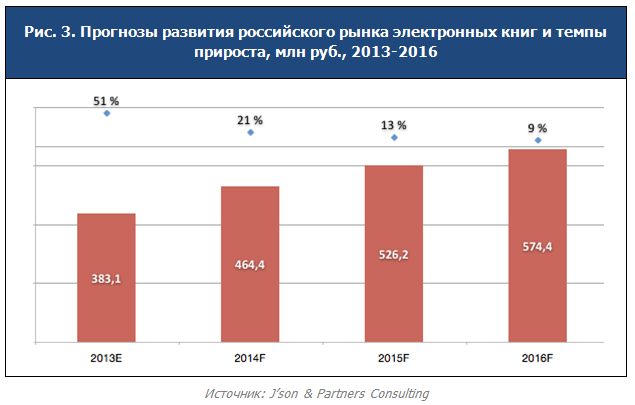 Рис. 3. Прогнозы развития российского рынка электронных книг и темпы
прироста, млн руб., 2013-2016
51 %
21 %
13 %
9 %
383,1
464,4
526,2
574,4
2013E
2014F
2015F
2016F
Источник: J’son & Partners Consulting